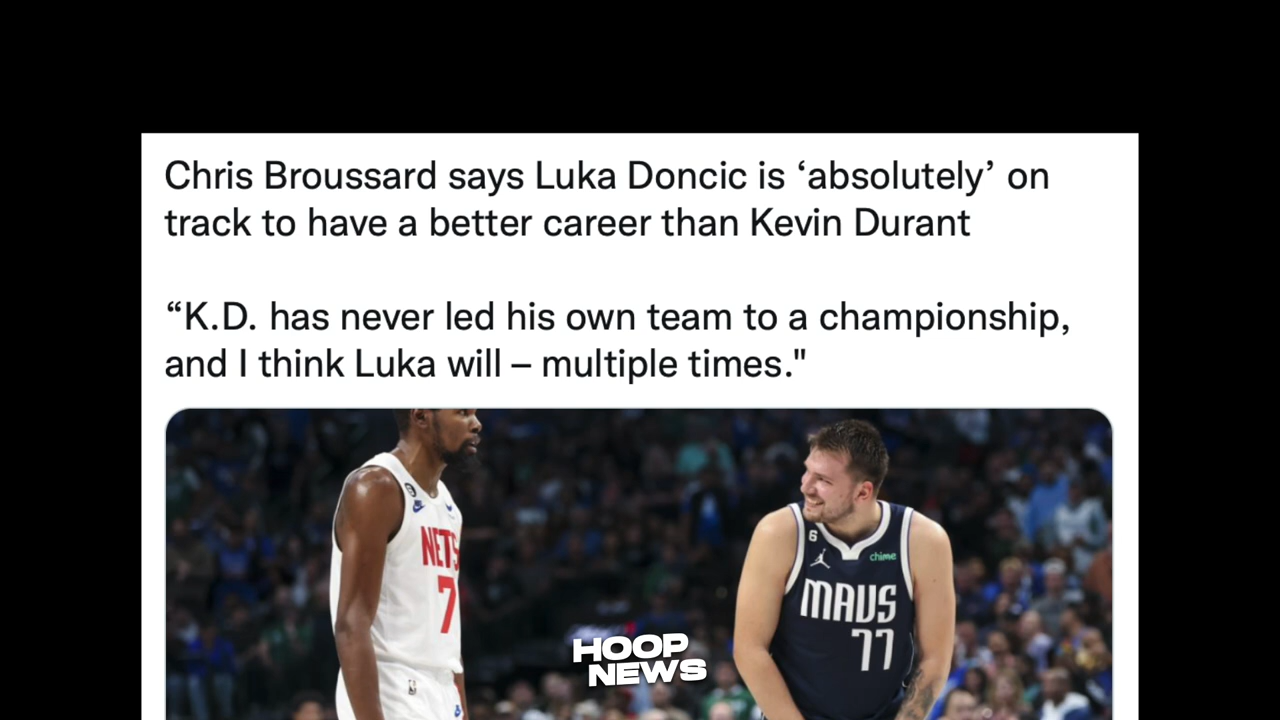 Chris Broussard says Luka Doncic is ‘absolutely’ on
track to have a better career than Kevin Durant
“K.D. has never led his own team to a championship,
and I think Luka will – multiple times."
NETS
7
6
chime
MAVS
77
HOOP
NEWS